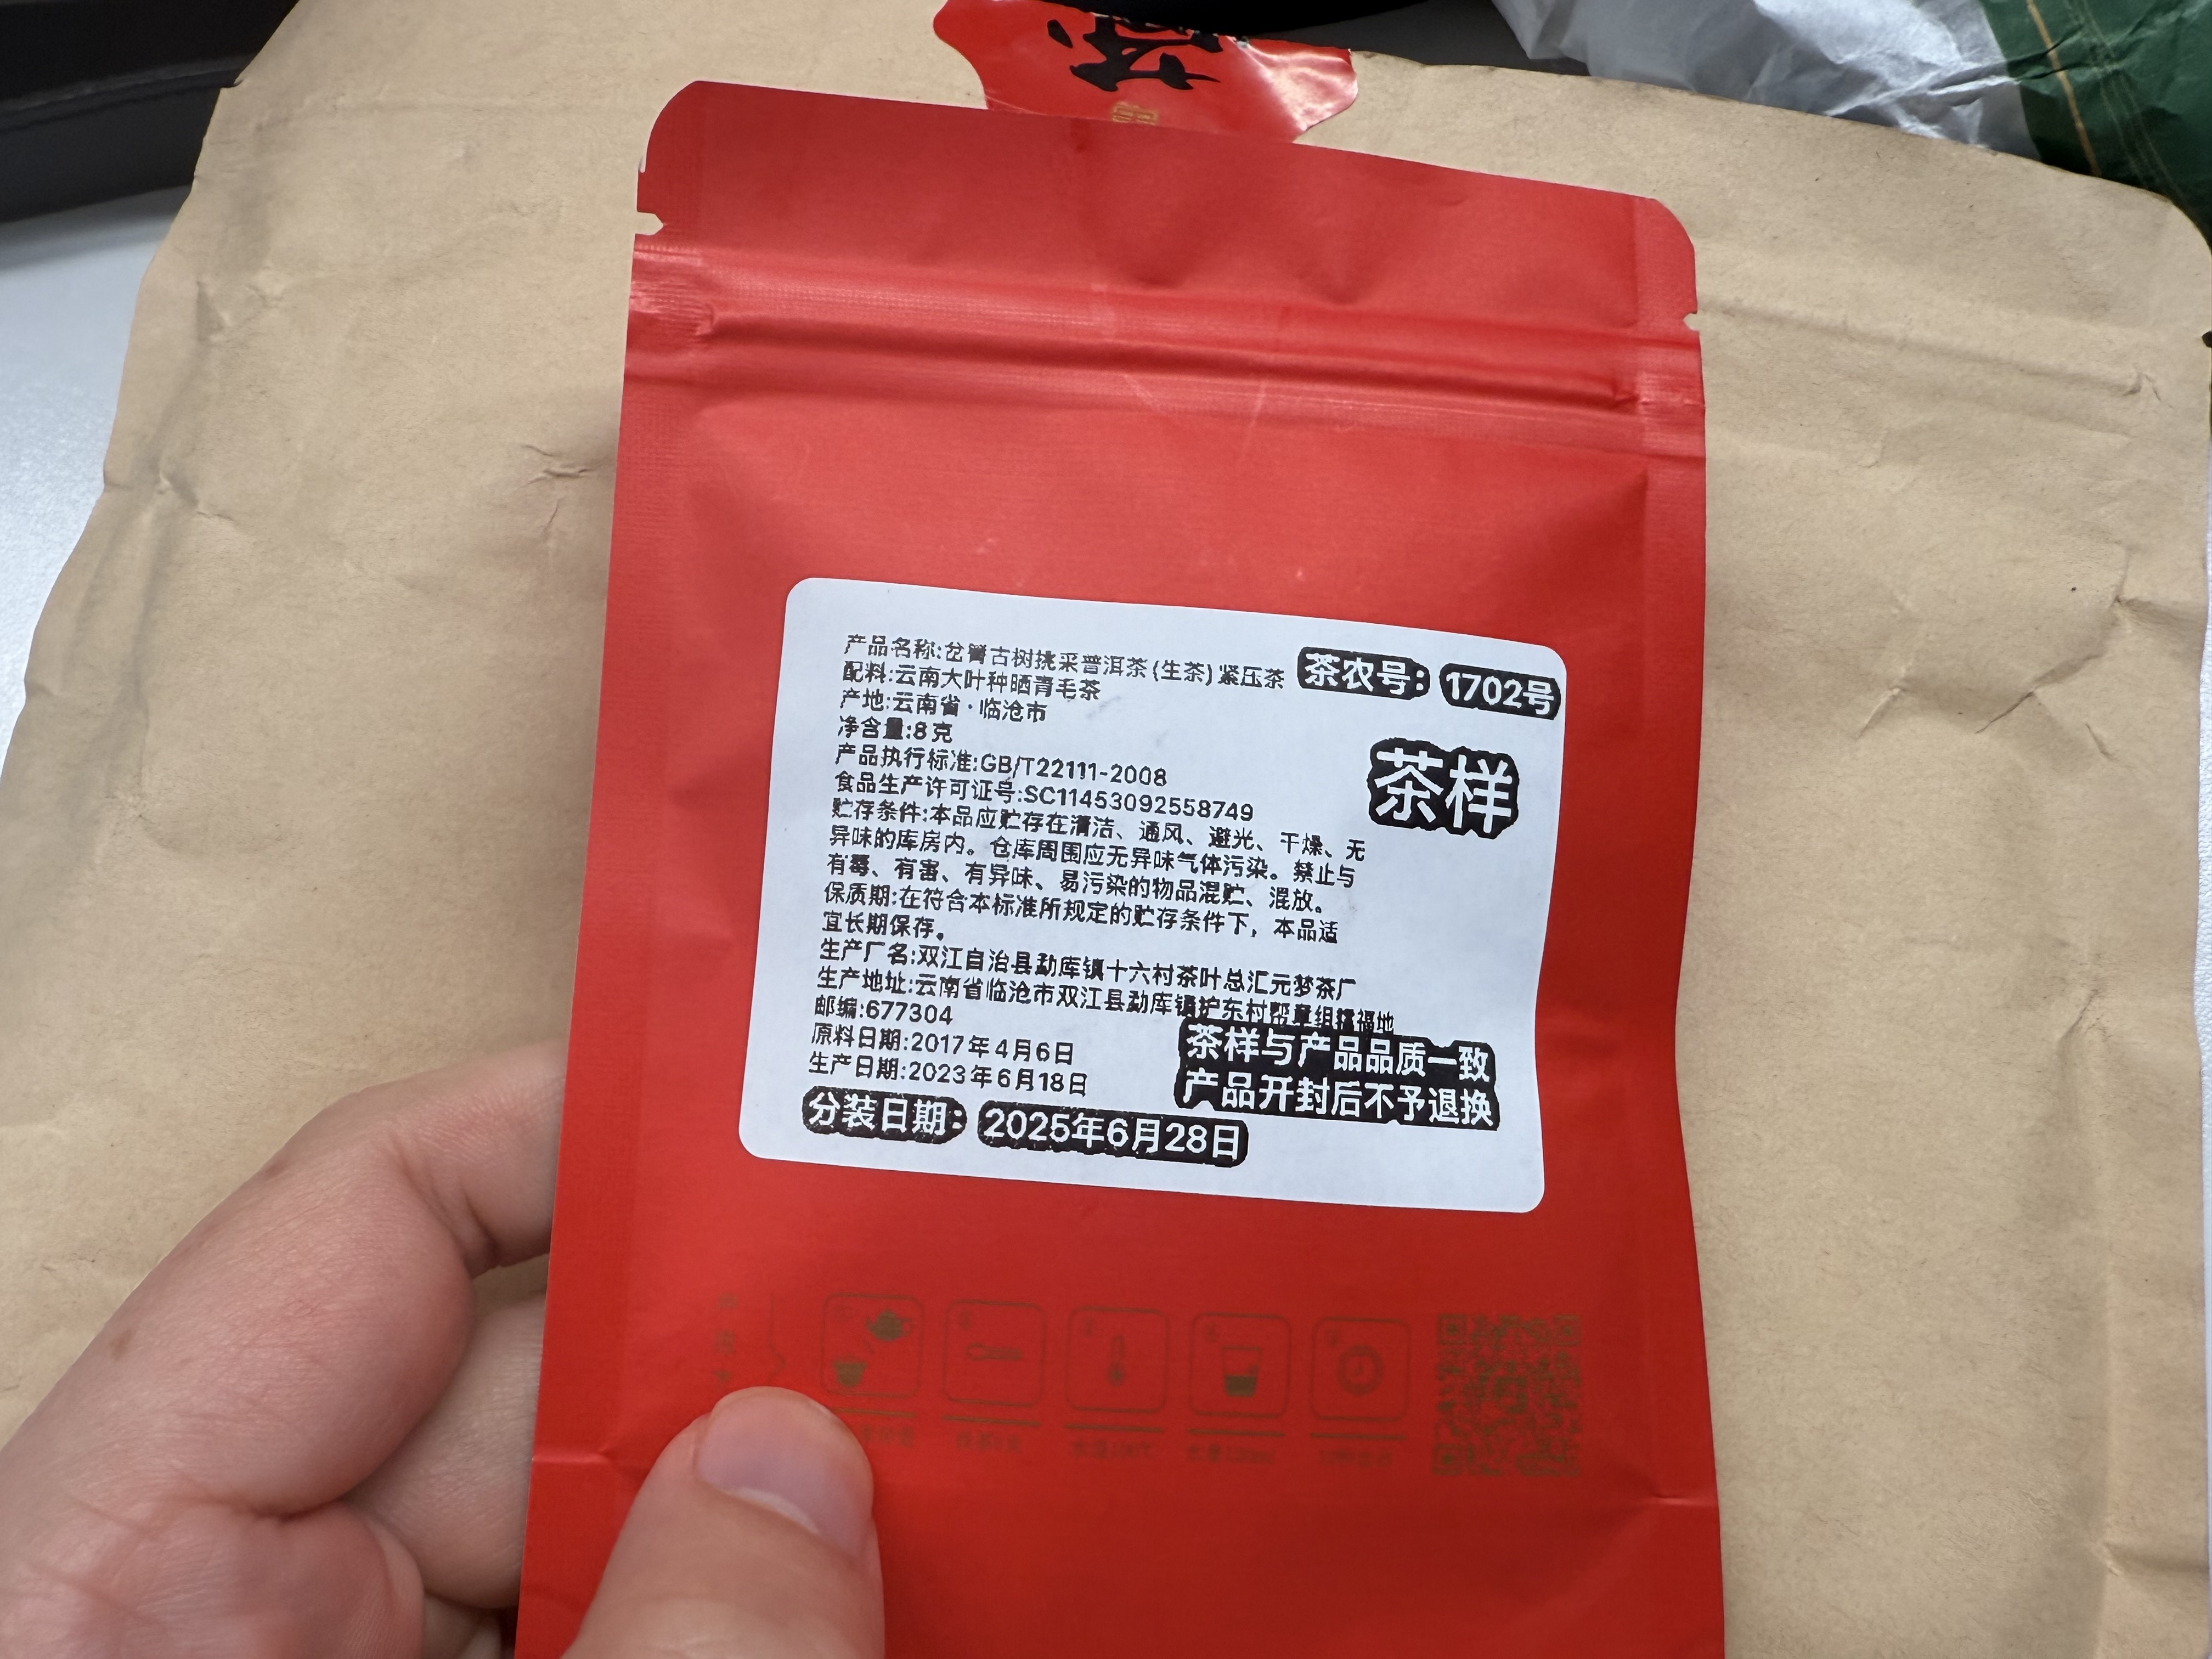 产品名称:岔箐古树挑采普洱茶(生茶)紧压茶
茶农号: 1702号
配料:云南大叶种晒青毛茶
产地:云南省·临沧市
净含量:8克
茶样
产品执行标准:GB/T22111-2008
食品生产许可证号:SC11453092558749
贮存条件:本品应贮存在清洁、通风、避光、干燥、无
异味的库房内。仓库周围应无异味气体污染。禁止与
有毒、有害、有异味、易污染的物品混贮、混放。
保质期:在符合本标准所规定的贮存条件下,本品适
宜长期保存。
生产厂名:双江自治县勐库镇十六村茶叶总汇元梦茶厂
生产地址:云南省临沧市双江县勐库镇护东村帮章组福地
邮编:677304
原料日期:2017年4月6日
生产日期:2023年6月18日
茶样与产品品质一致
产品开封后不予退换
分装日期: 2025年6月28日